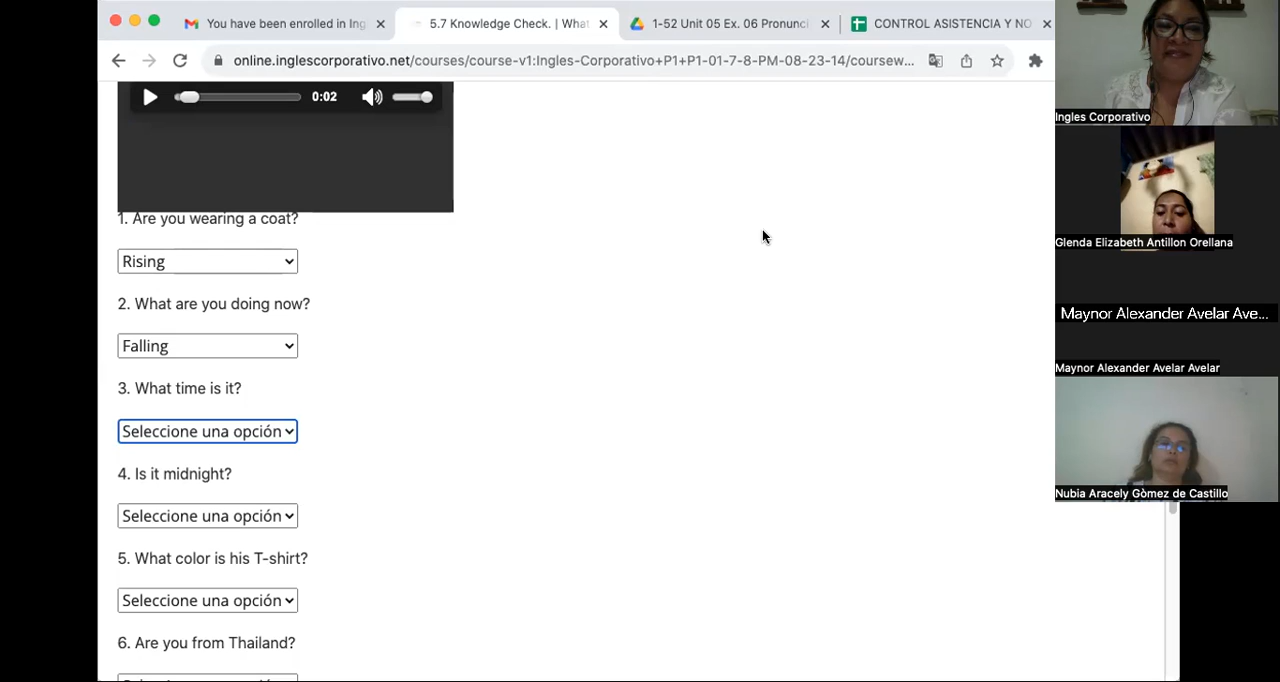 You have been enrolled in Ing
5.7 Knowledge Check. | What
1-52 Unit 05 Ex. 06 Pronunci
CONTROL ASISTENCIA Y NO
online.inglescorporativo.net/courses/course-v1:Ingles-Corporativo+P1+P1-01-7-8-PM-08-23-14/coursew...
0:02
1. Are you wearing a coat?
Rising
2. What are you doing now?
Falling
3. What time is it?
Seleccione una opción
4. Is it midnight?
Seleccione una opción
5. What color is his T-shirt?
Seleccione una opción
6. Are you from Thailand?
Ingles Corporativo
Glenda Elizabeth Antillon Orellana
Maynor Alexander Avelar Ave...
Maynor Alexander Avelar Avelar
Nubia Aracely Gòmez de Castillo